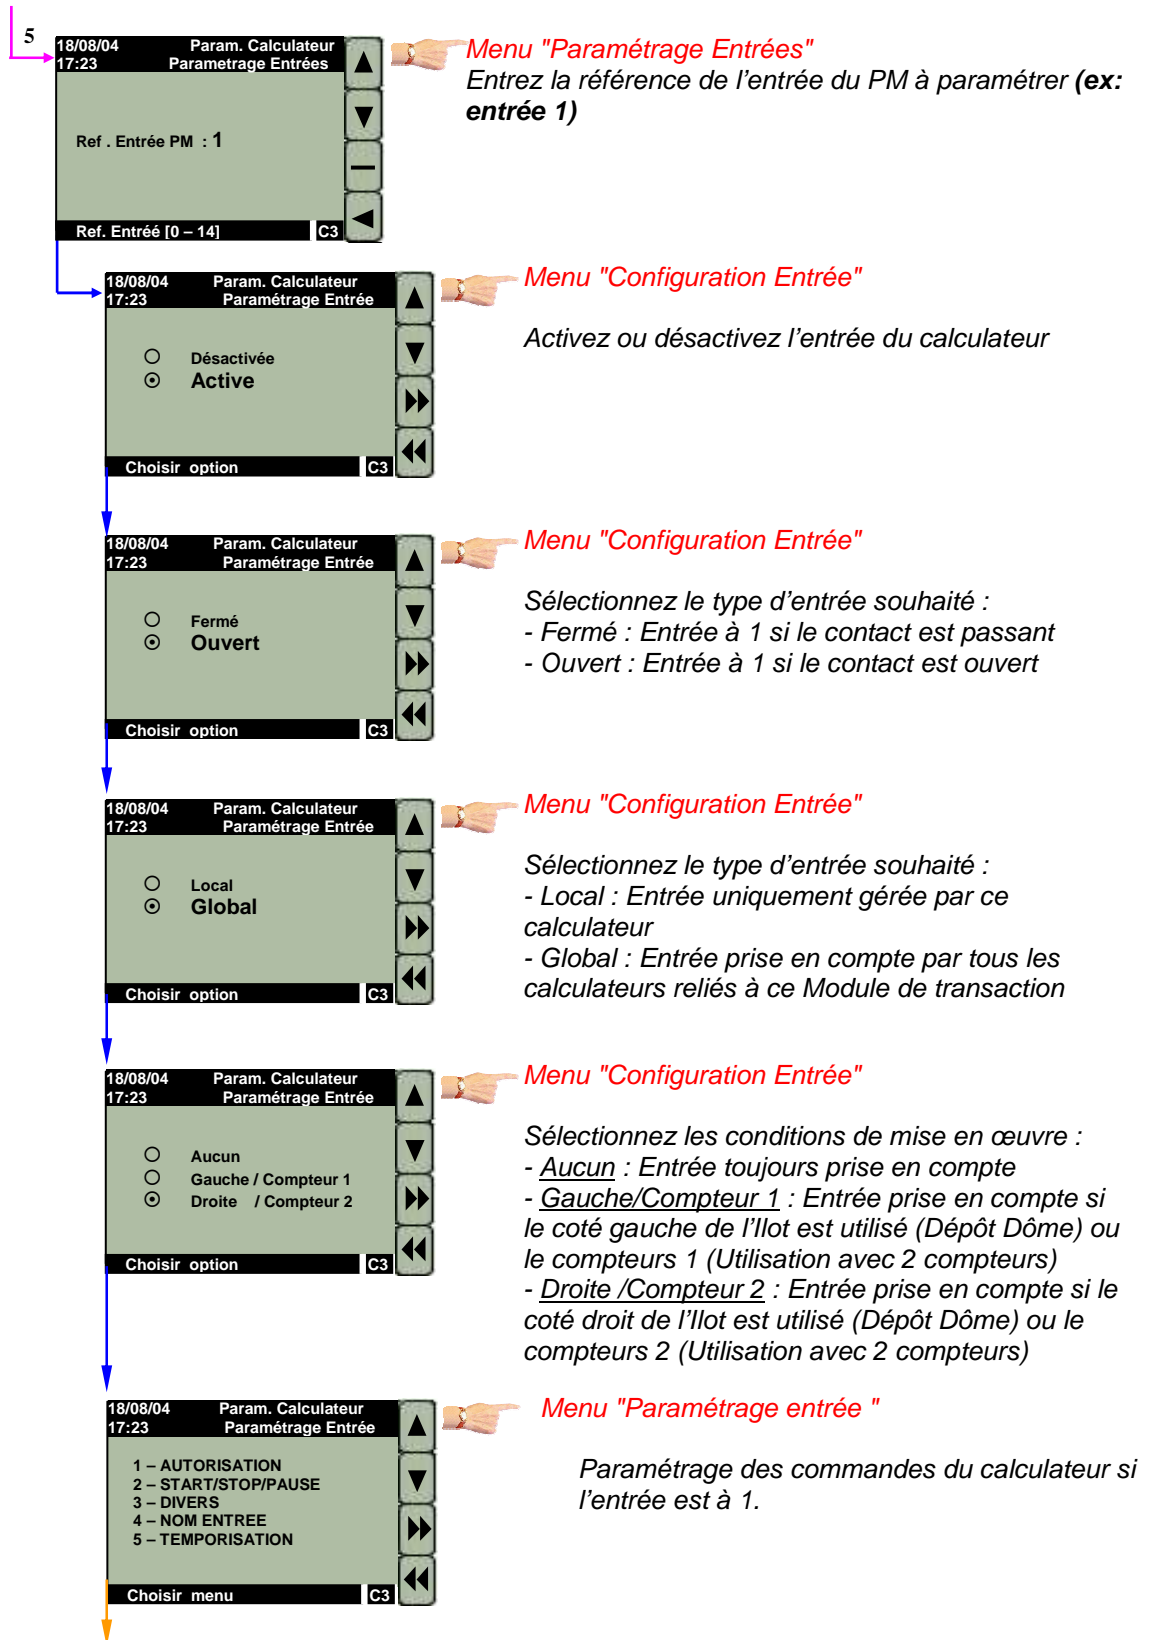 5
18/08/04 Param. Calculateur
17:23 Parametrage Entrées
Ref . Entrée PM : 1
Ref. Entréé [0 – 14] C3
Menu "Paramétrage Entrées"
Entrez la référence de l'entrée du PM à paramétrer (ex:
entrée 1)
18/08/04 Param. Calculateur
17:23 Paramétrage Entrée
Désactivée
Active
Choisir option C3
Menu "Configuration Entrée"
Activez ou désactivez l'entrée du calculateur
18/08/04 Param. Calculateur
17:23 Paramétrage Entrée
Fermé
Ouvert
Choisir option C3
Menu "Configuration Entrée"
Sélectionnez le type d'entrée souhaité :
- Fermé : Entrée à 1 si le contact est passant
- Ouvert : Entrée à 1 si le contact est ouvert
18/08/04 Param. Calculateur
17:23 Paramétrage Entrée
Local
Global
Choisir option C3
Menu "Configuration Entrée"
Sélectionnez le type d'entrée souhaité :
- Local : Entrée uniquement gérée par ce
calculateur
- Global : Entrée prise en compte par tous les
calculateurs reliés à ce Module de transaction
18/08/04 Param. Calculateur
17:23 Paramétrage Entrée
Aucun
Gauche / Compteur 1
Droite / Compteur 2
Choisir option C3
Menu "Configuration Entrée"
Sélectionnez les conditions de mise en œuvre :
- Aucun : Entrée toujours prise en compte
- Gauche/Compteur 1 : Entrée prise en compte si
le coté gauche de l'Ilot est utilisé (Dépôt Dôme) ou
le compteurs 1 (Utilisation avec 2 compteurs)
- Droite /Compteur 2 : Entrée prise en compte si le
coté droit de l'Ilot est utilisé (Dépôt Dôme) ou le
compteurs 2 (Utilisation avec 2 compteurs)
18/08/04 Param. Calculateur
17:23 Paramétrage Entrée
1 – AUTORISATION
2 – START/STOP/PAUSE
3 – DIVERS
4 – NOM ENTREE
5 – TEMPORISATION
Choisir menu C3
Menu "Paramétrage entrée "
Paramétrage des commandes du calculateur si
l'entrée est à 1.